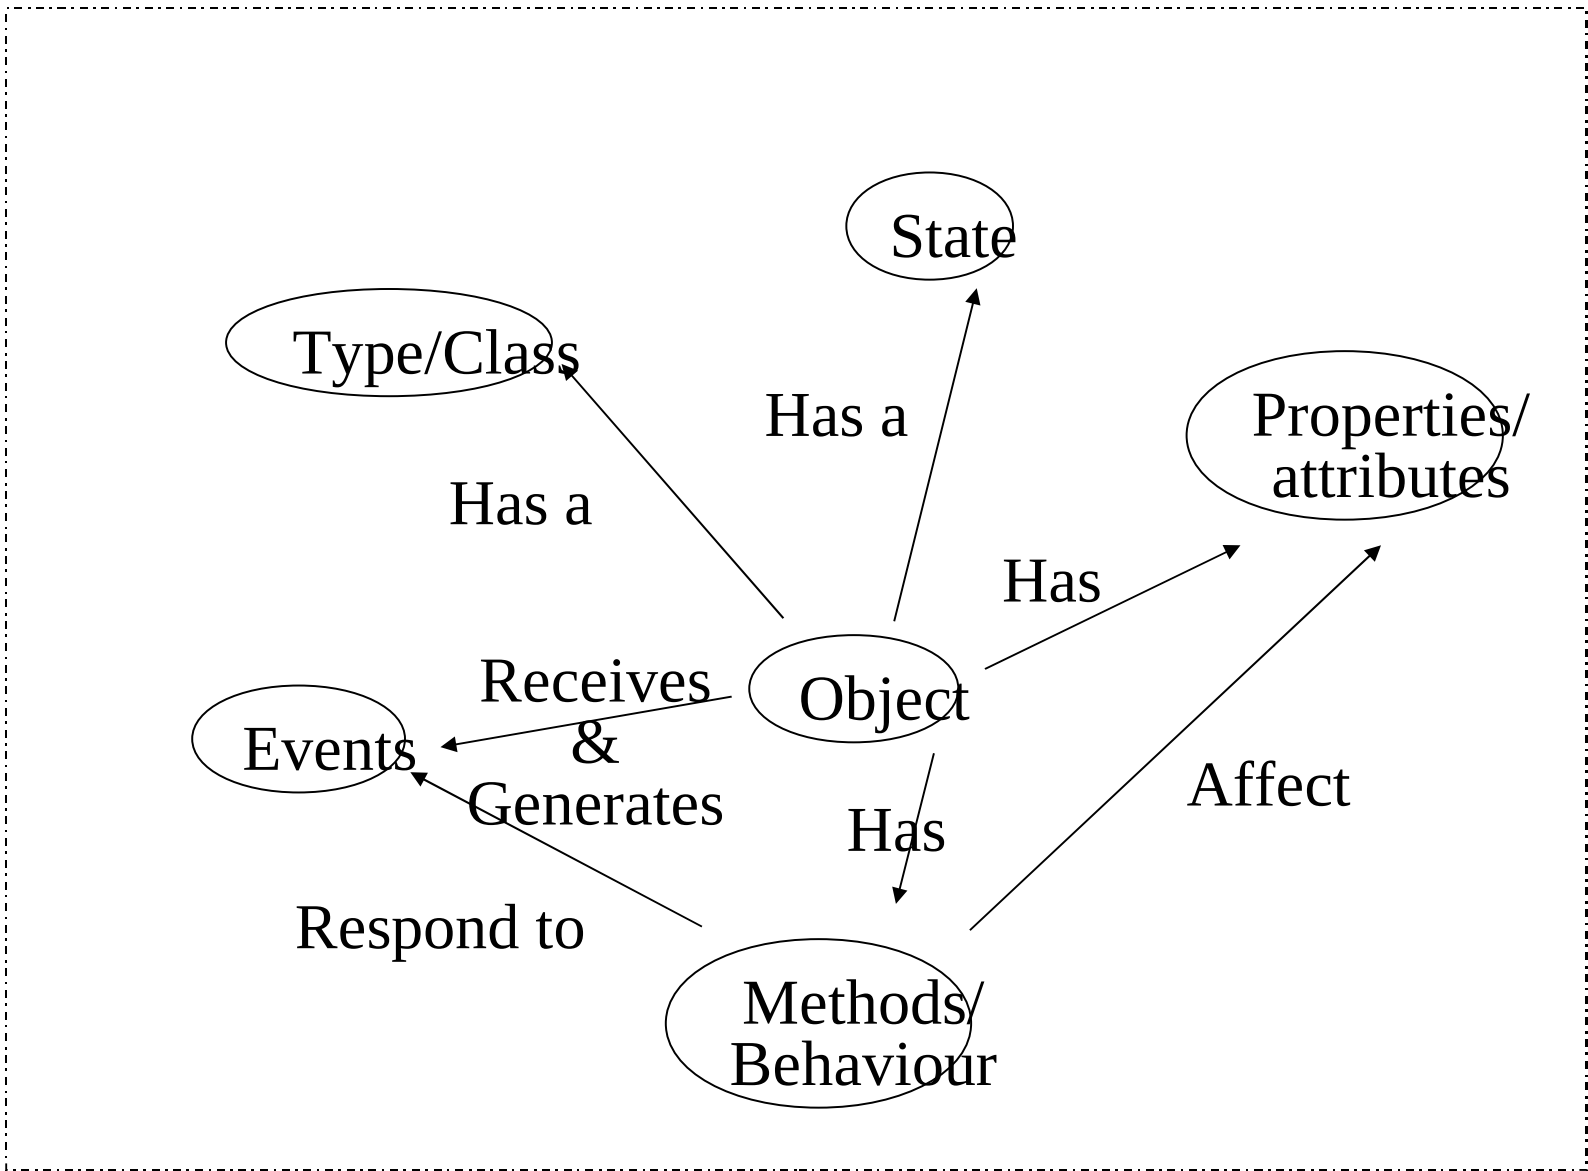 State
Type/Class
Has a
Properties/
attributes
Has a
Has
Receives
&
Generates
Object
Events
Affect
Has
Respond to
Methods/
Behaviour